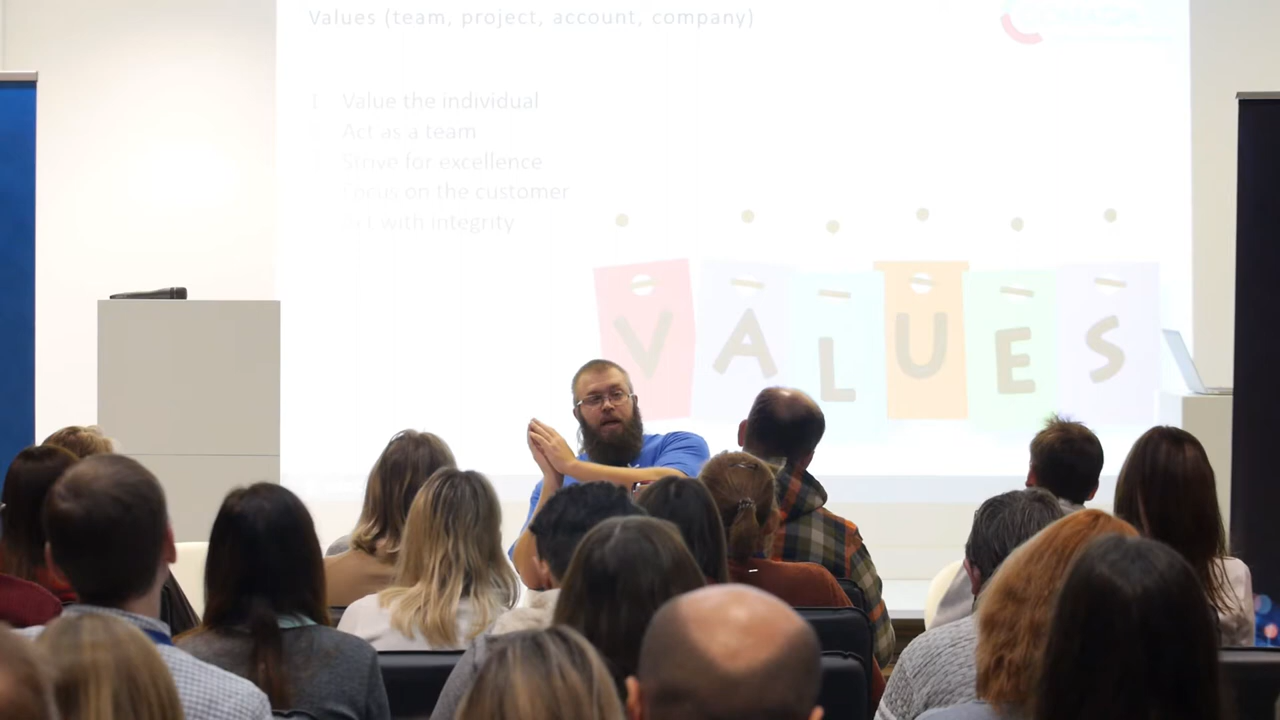 Values (team, project, account, company)
Value the individual
Act as a team
Strive for excellence
Focus on the customer
Act with integrity
VALUES